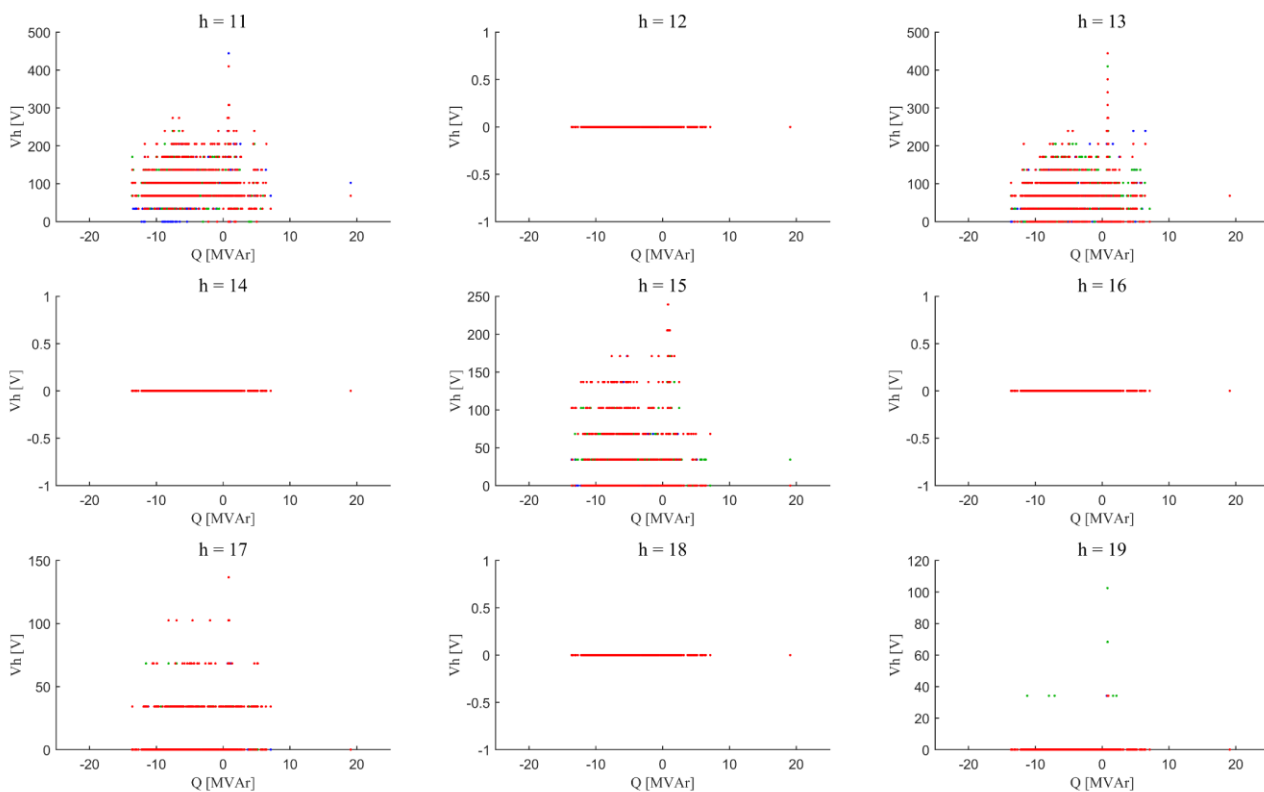 h = 11
500
400
300
200
100
0
Vh [V]
-20 -10 0 10 20
Q [MVAr]
h = 12
1
0.5
0
-0.5
-1
Vh [V]
-20 -10 0 10 20
Q [MVAr]
h = 13
500
400
300
200
100
0
Vh [V]
-20 -10 0 10 20
Q [MVAr]
h = 14
1
0.5
0
-0.5
-1
Vh [V]
-20 -10 0 10 20
Q [MVAr]
h = 15
250
200
150
100
50
0
Vh [V]
-20 -10 0 10 20
Q [MVAr]
h = 16
1
0.5
0
-0.5
-1
Vh [V]
-20 -10 0 10 20
Q [MVAr]
h = 17
150
100
50
0
Vh [V]
-20 -10 0 10 20
Q [MVAr]
h = 18
1
0.5
0
-0.5
-1
Vh [V]
-20 -10 0 10 20
Q [MVAr]
h = 19
120
100
80
60
40
20
0
Vh [V]
-20 -10 0 10 20
Q [MVAr]